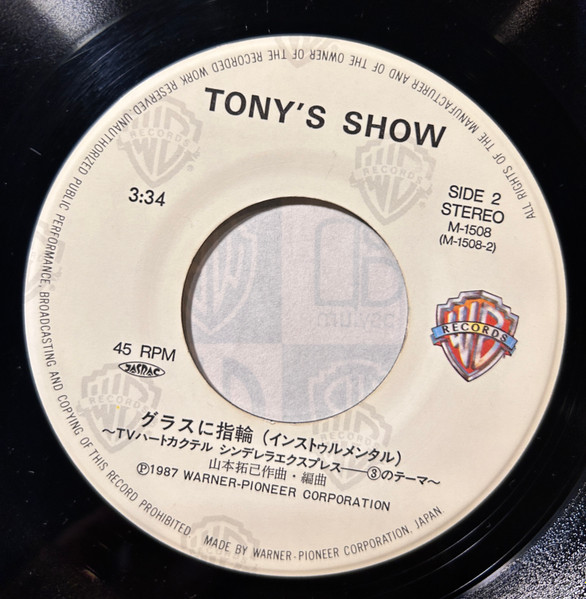 TONY'S SHOW
3:34
SIDE 2
STEREO
M-1508
(M-1508-2)
WB
RECORDS
45 RPM
JASRAC
グラスに指輪 (インストゥルメンタル)
〜TVハートカクテル シンデレラエクスプレス——③のテーマ〜
山本拓己作曲・編曲
Ⓟ1987 WARNER-PIONEER CORPORATION
ALL RIGHTS OF THE MANUFACTURER AND OF THE OWNER OF THE RECORDED WORK RESERVED. UNAUTHORIZED PUBLIC PERFORMANCE, BROADCASTING AND COPYING OF THIS RECORD PROHIBITED
MADE BY WARNER-PIONEER CORPORATION, JAPAN.